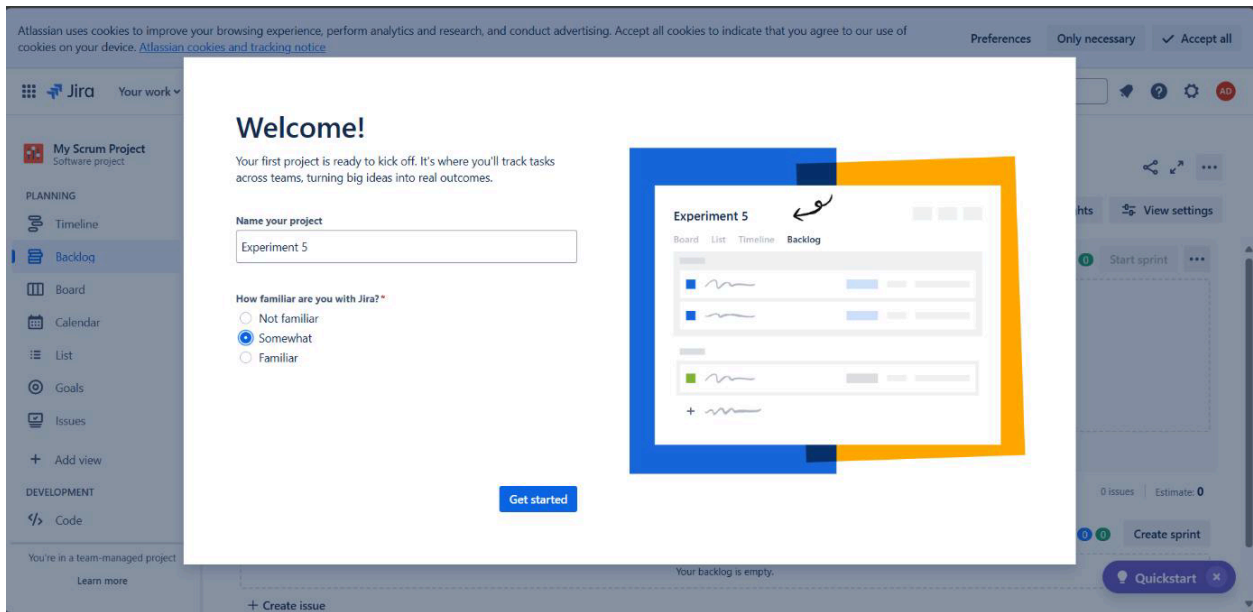 Atlassian uses cookies to improve your browsing experience, perform analytics and research, and conduct advertising. Accept all cookies to indicate that you agree to our use of
cookies on your device. Atlassian cookies and tracking notice
Preferences
Only necessary
Accept all
Jira
Your work
AD
My Scrum Project
Software project
PLANNING
Timeline
Backlog
Board
Calendar
List
Goals
Issues
+ Add view
DEVELOPMENT
</> Code
You're in a team-managed project
Learn more
Welcome!
Your first project is ready to kick off. It's where you'll track tasks
across teams, turning big ideas into real outcomes.
Name your project
Experiment 5
How familiar are you with Jira?*
Not familiar
Somewhat
Familiar
Get started
Experiment 5
Board List Timeline Backlog
View settings
0 Start sprint
0 issues Estimate: 0
0 0 Create sprint
Your backlog is empty.
Quickstart
+ Create issue